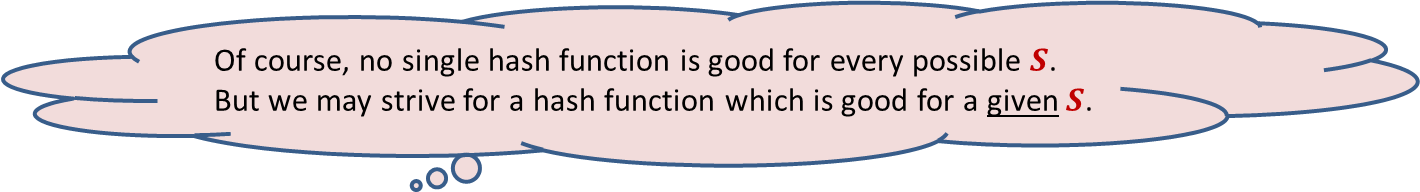 Of course, no single hash function is good for every possible S.
But we may strive for a hash function which is good for a given S.